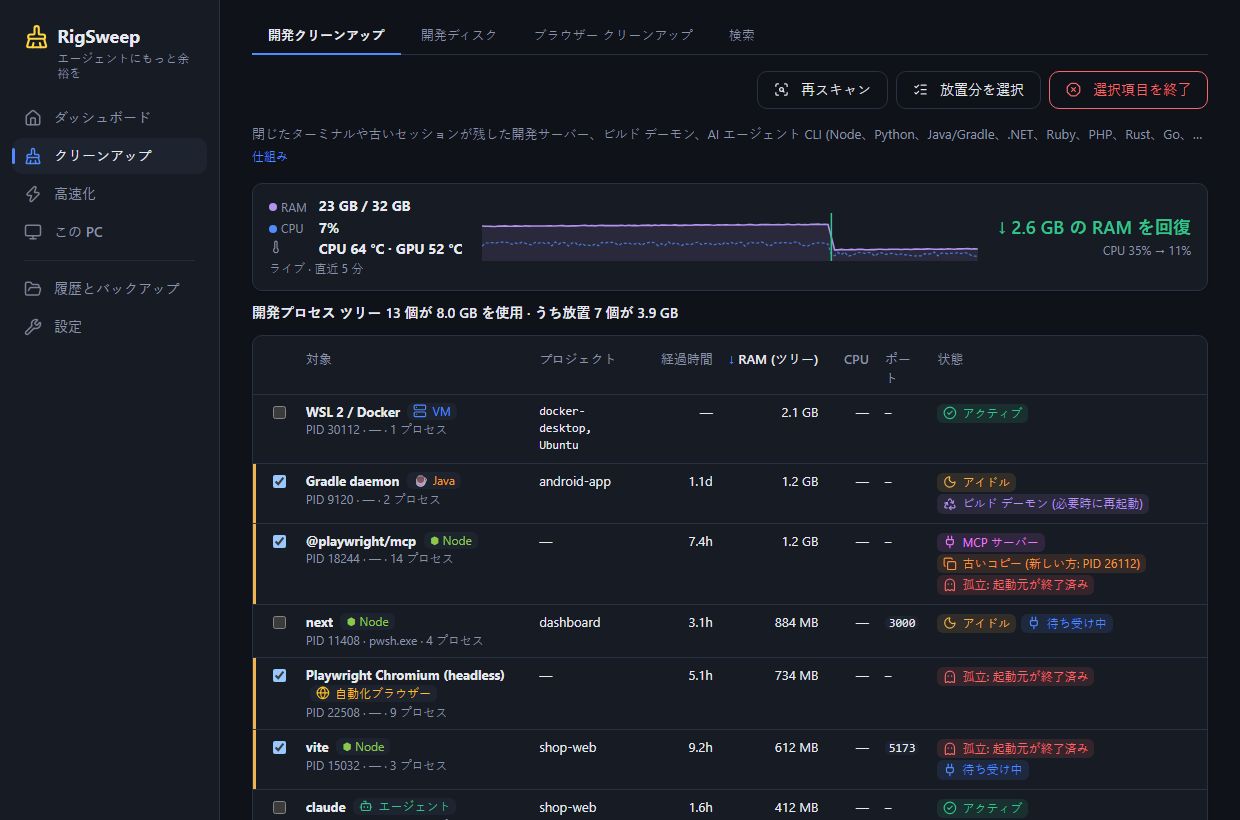 RigSweep
エージェントにもっと余
裕を
ダッシュボード
クリーンアップ
高速化
この PC
履歴とバックアップ
設定
開発クリーンアップ
開発ディスク
ブラウザー クリーンアップ
検索
再スキャン
放置分を選択
選択項目を終了
閉じたターミナルや古いセッションが残した開発サーバー、ビルド デーモン、AI エージェント CLI (Node、Python、Java/Gradle、.NET、Ruby、PHP、Rust、Go、...
仕組み
RAM 23 GB / 32 GB
CPU 7%
CPU 64 °C · GPU 52 °C
ライブ · 直近 5 分
↓ 2.6 GB の RAM を回復
CPU 35% → 11%
開発プロセス ツリー 13 個が 8.0 GB を使用 · うち放置 7 個が 3.9 GB
対象 プロジェクト 経過時間 ↓ RAM (ツリー) CPU ポー 状態
ト
WSL 2 / Docker VM docker- — 2.1 GB — – アクティブ
PID 30112 · — · 1 プロセス desktop,
Ubuntu
Gradle daemon Java android-app 1.1d 1.2 GB — – アイドル
PID 9120 · — · 2 プロセス ビルド デーモン (必要時に再起動)
@playwright/mcp Node — 7.4h 1.2 GB — – MCP サーバー
PID 18244 · — · 14 プロセス 古いコピー (新しい方: PID 26112)
孤立: 起動元が終了済み
next Node dashboard 3.1h 884 MB — 3000 アイドル 待ち受け中
PID 11408 · pwsh.exe · 4 プロセス
Playwright Chromium (headless) — 5.1h 734 MB — – 孤立: 起動元が終了済み
自動化ブラウザー
PID 22508 · — · 9 プロセス
vite Node shop-web 9.2h 612 MB — 5173 孤立: 起動元が終了済み
PID 15032 · — · 3 プロセス 待ち受け中
claude エージェント shop-web 1.6h 412 MB — – アクティブ